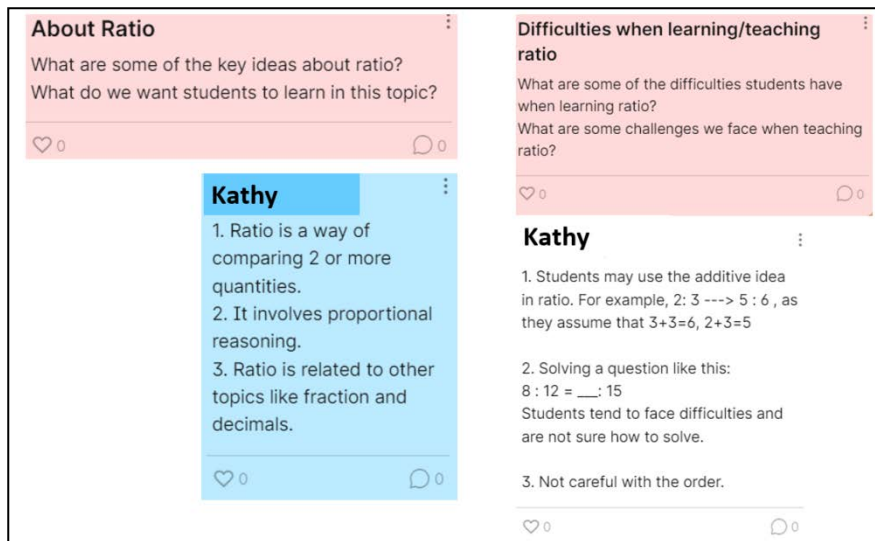 About Ratio
What are some of the key ideas about ratio?
What do we want students to learn in this topic?
0
0
Kathy
1. Ratio is a way of
comparing 2 or more
quantities.
2. It involves proportional
reasoning.
3. Ratio is related to other
topics like fraction and
decimals.
0
0
Difficulties when learning/teaching
ratio
What are some of the difficulties students have
when learning ratio?
What are some challenges we face when teaching
ratio?
0
0
Kathy
1. Students may use the additive idea
in ratio. For example, 2: 3 ---> 5 : 6 , as
they assume that 3+3=6, 2+3=5
2. Solving a question like this:
8 : 12 = __: 15
Students tend to face difficulties and
are not sure how to solve.
3. Not careful with the order.
0
0